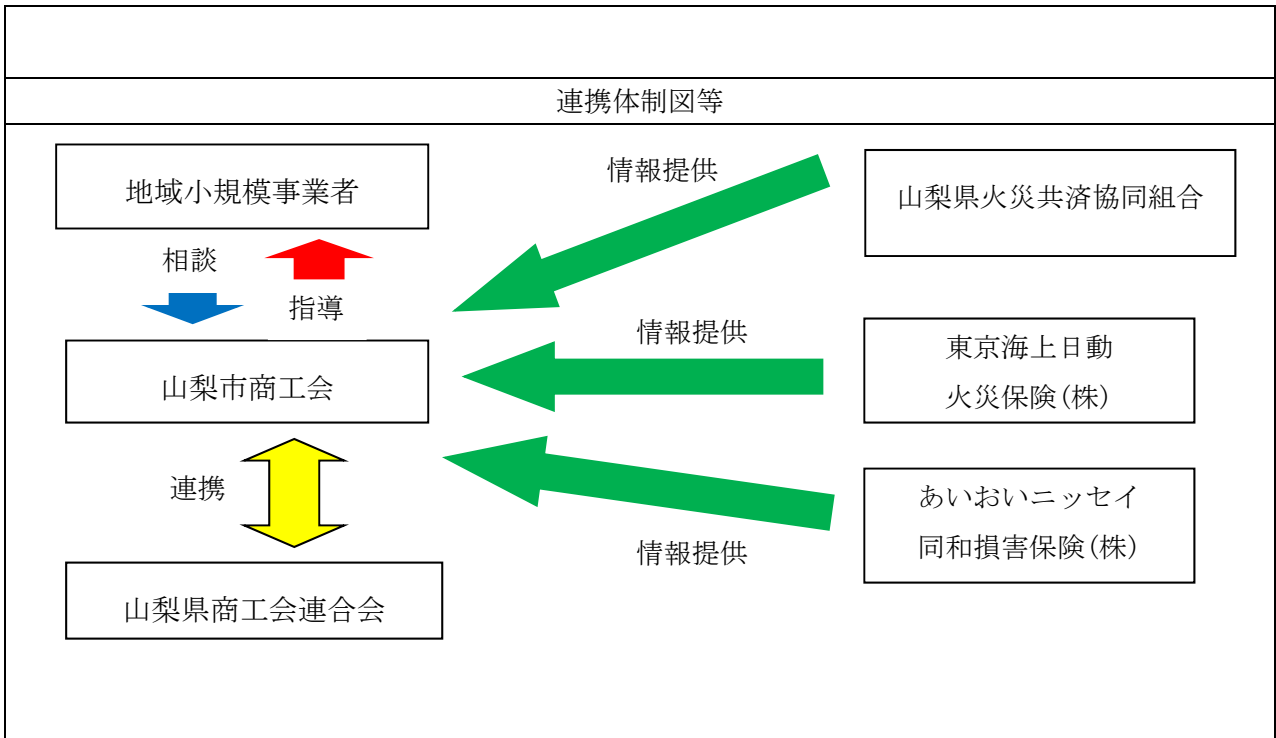 連携体制図等
地域小規模事業者
相談
指導
山梨市商工会
連携
山梨県商工会連合会
情報提供
山梨県火災共済協同組合
情報提供
東京海上日動
火災保険(株)
情報提供
あいおいニッセイ
同和損害保険(株)